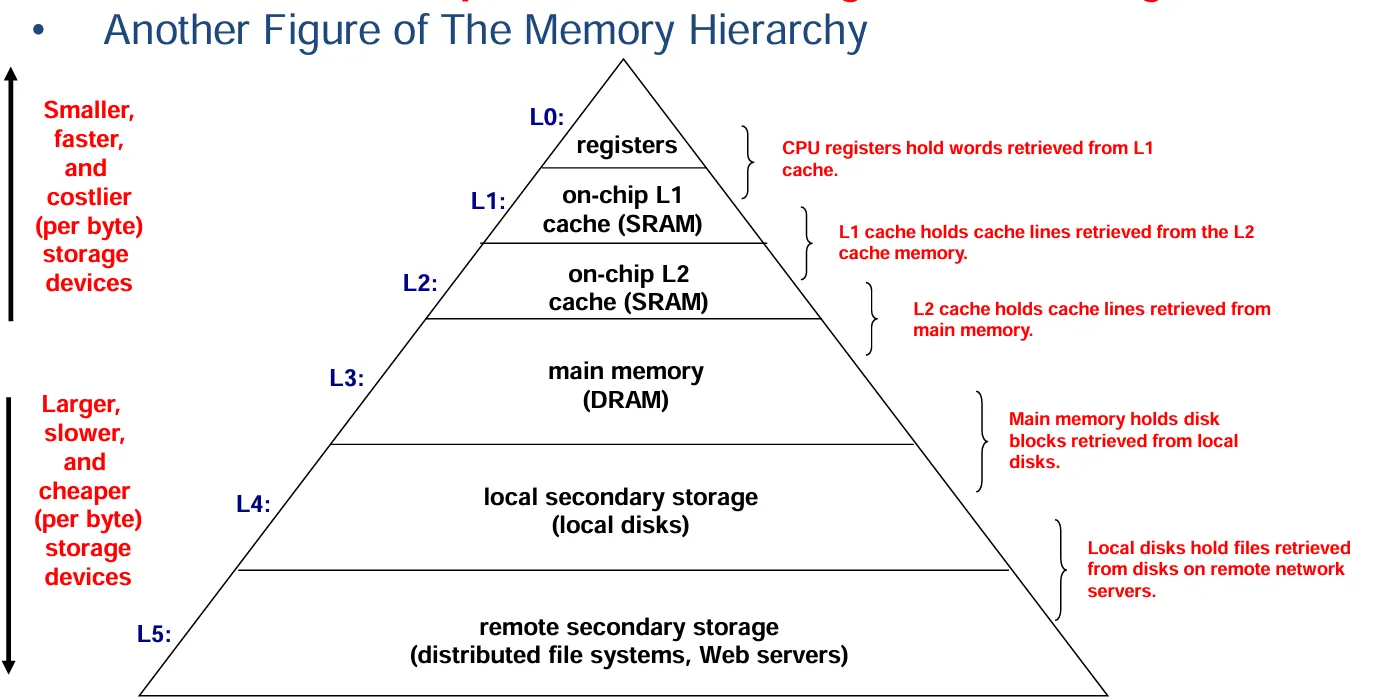 • Another Figure of The Memory Hierarchy
Smaller,
faster,
and
costlier
(per byte)
storage
devices
Larger,
slower,
and
cheaper
(per byte)
storage
devices
L0:
registers
CPU registers hold words retrieved from L1
cache.
L1:
on-chip L1
cache (SRAM)
L1 cache holds cache lines retrieved from the L2
cache memory.
L2:
on-chip L2
cache (SRAM)
L2 cache holds cache lines retrieved from
main memory.
L3:
main memory
(DRAM)
Main memory holds disk
blocks retrieved from local
disks.
L4:
local secondary storage
(local disks)
Local disks hold files retrieved
from disks on remote network
servers.
L5:
remote secondary storage
(distributed file systems, Web servers)